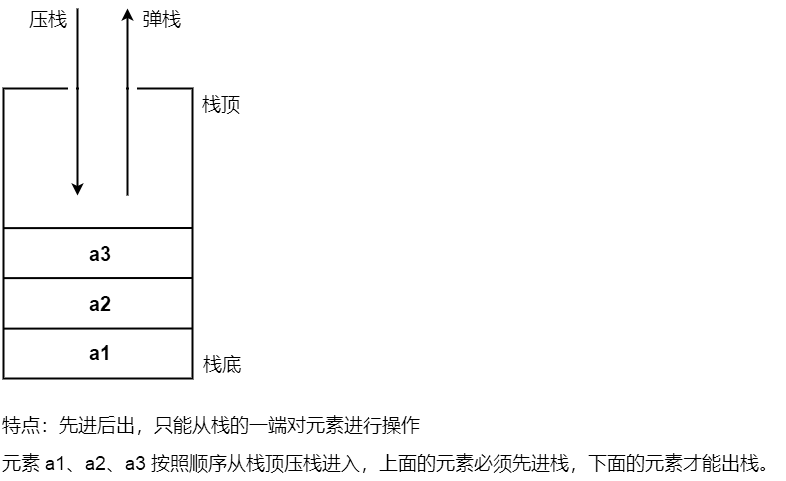 压栈 弹栈
栈顶
a3
a2
a1
栈底
特点：先进后出，只能从栈的一端对元素进行操作
元素 a1、a2、a3 按照顺序从栈顶压栈进入，上面的元素必须先进栈，下面的元素才能出栈。